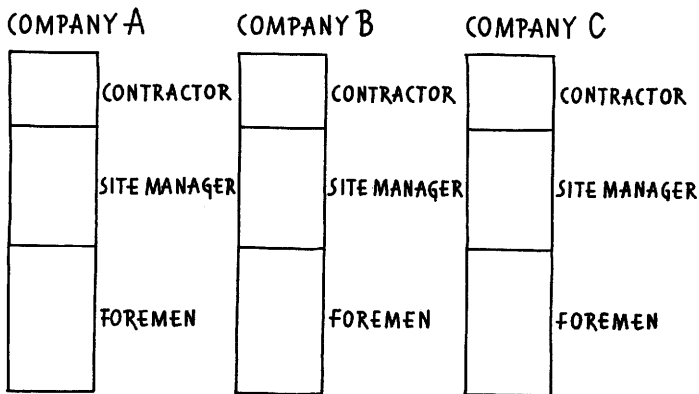 COMPANY A COMPANY B COMPANY C
CONTRACTOR CONTRACTOR CONTRACTOR
SITE MANAGER SITE MANAGER SITE MANAGER
FOREMEN FOREMEN FOREMEN